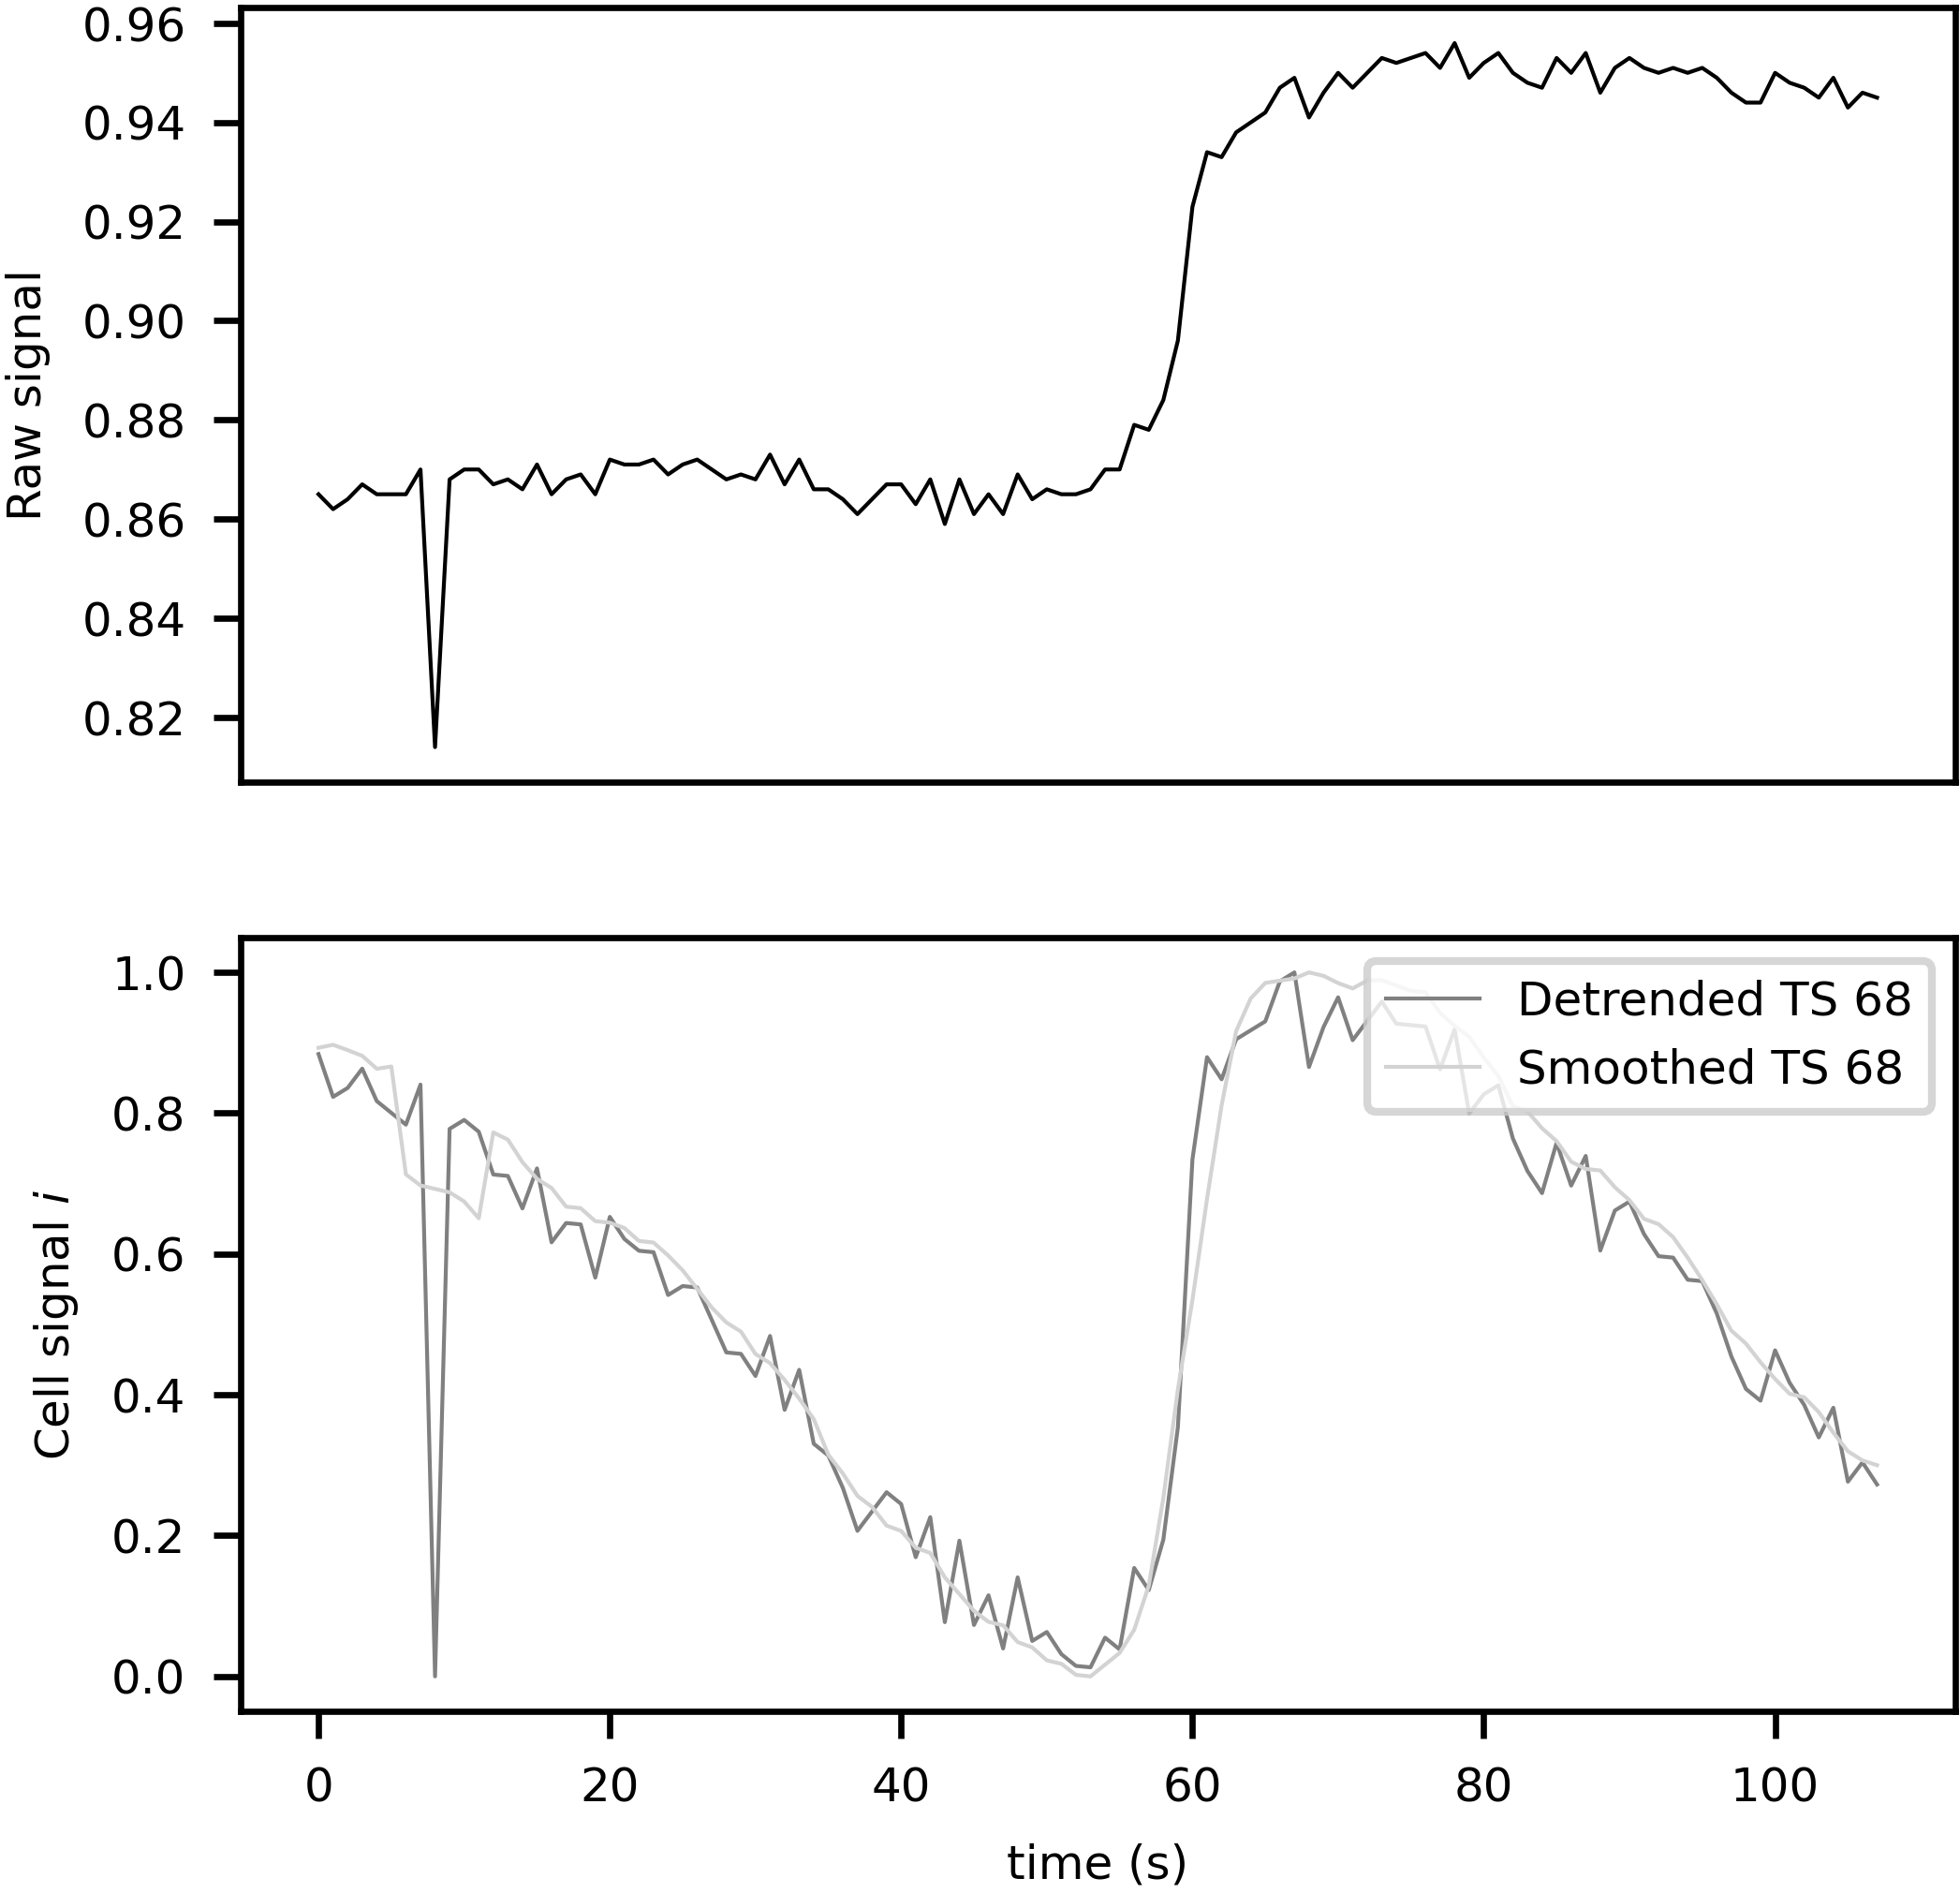 Raw signal
0.96
0.94
0.92
0.90
0.88
0.86
0.84
0.82
Cell signal i
1.0
0.8
0.6
0.4
0.2
0.0
Detrended TS 68
Smoothed TS 68
0 20 40 60 80 100
time (s)